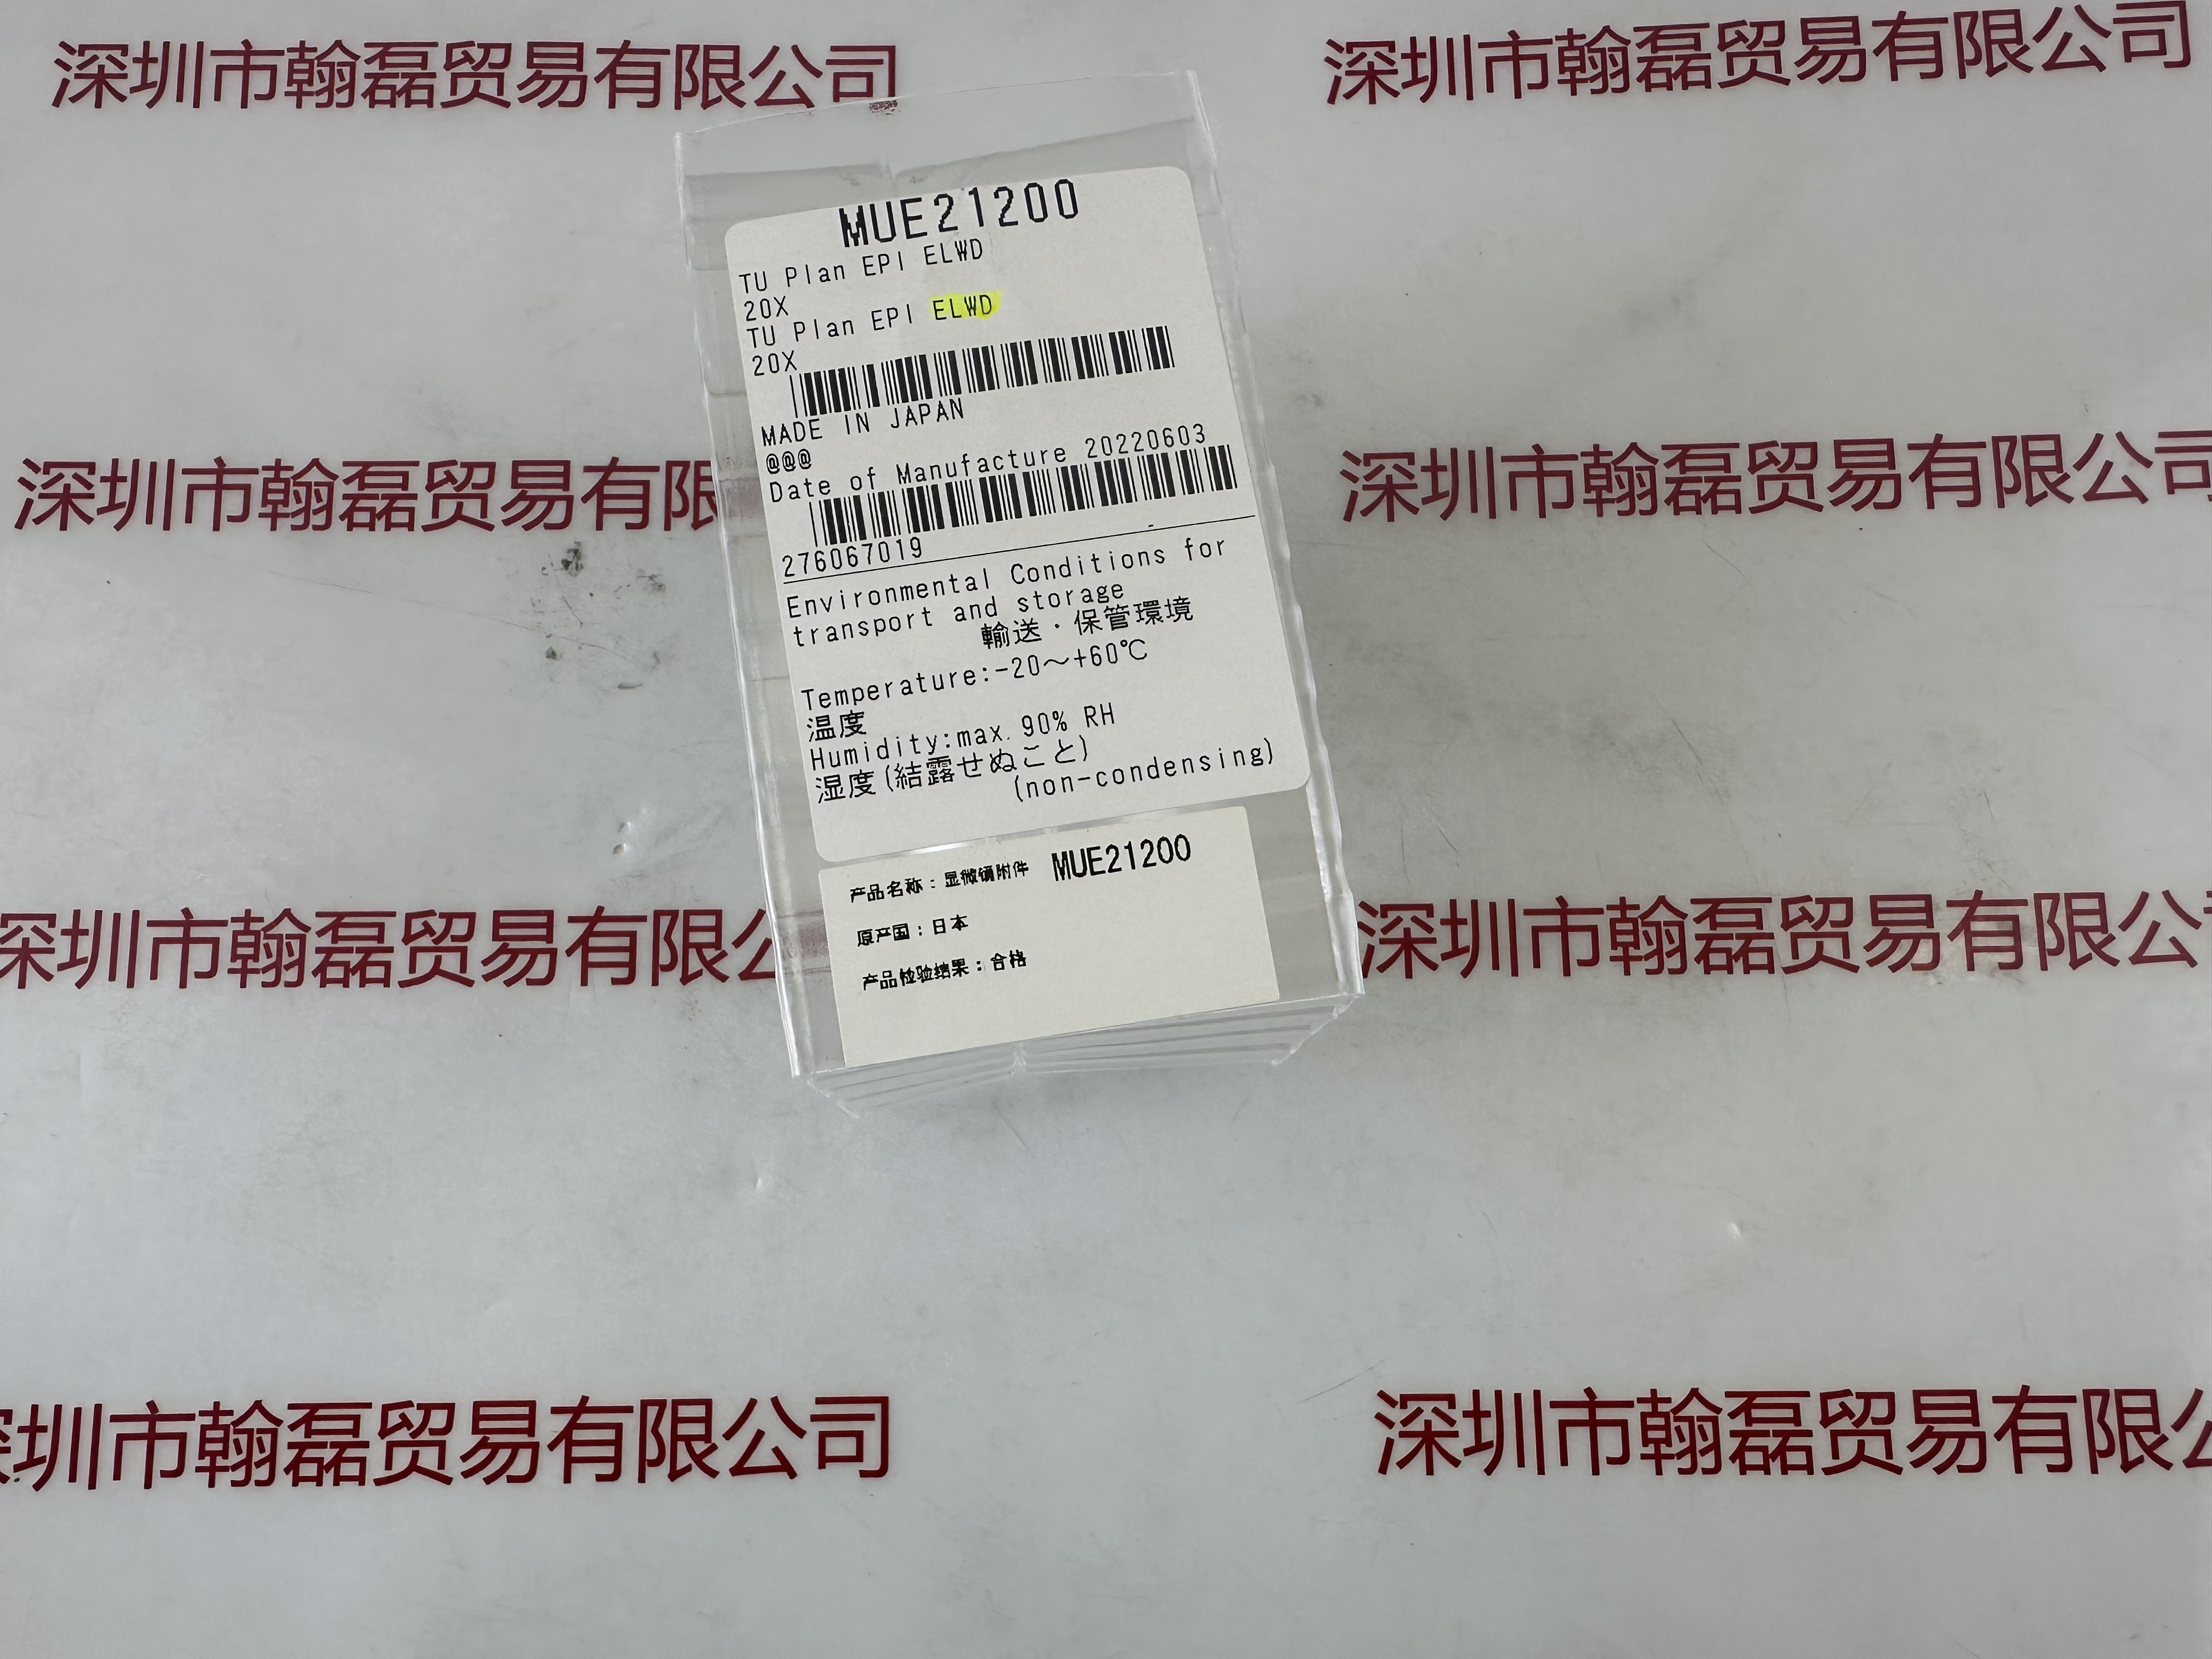 深圳市翰磊贸易有限公司
深圳市翰磊贸易有限公司
深圳市翰磊贸易有限
深圳市翰磊贸易有限公司
深圳市翰磊贸易有限公
深圳市翰磊贸易有限公
深圳市翰磊贸易有限公司
深圳市翰磊贸易有限公
MUE21200
TU Plan EPI ELWD
20X
TU Plan EPI ELWD
20X
MADE IN JAPAN
@@@
Date of Manufacture 20220603
276067019
Environmental Conditions for
transport and storage
輸送・保管環境
Temperature:-20～+60℃
温度
Humidity:max. 90% RH
湿度(結露せぬこと)
(non-condensing)
产品名称：显微镜附件 MUE21200
原产国：日本
产品检验结果：合格